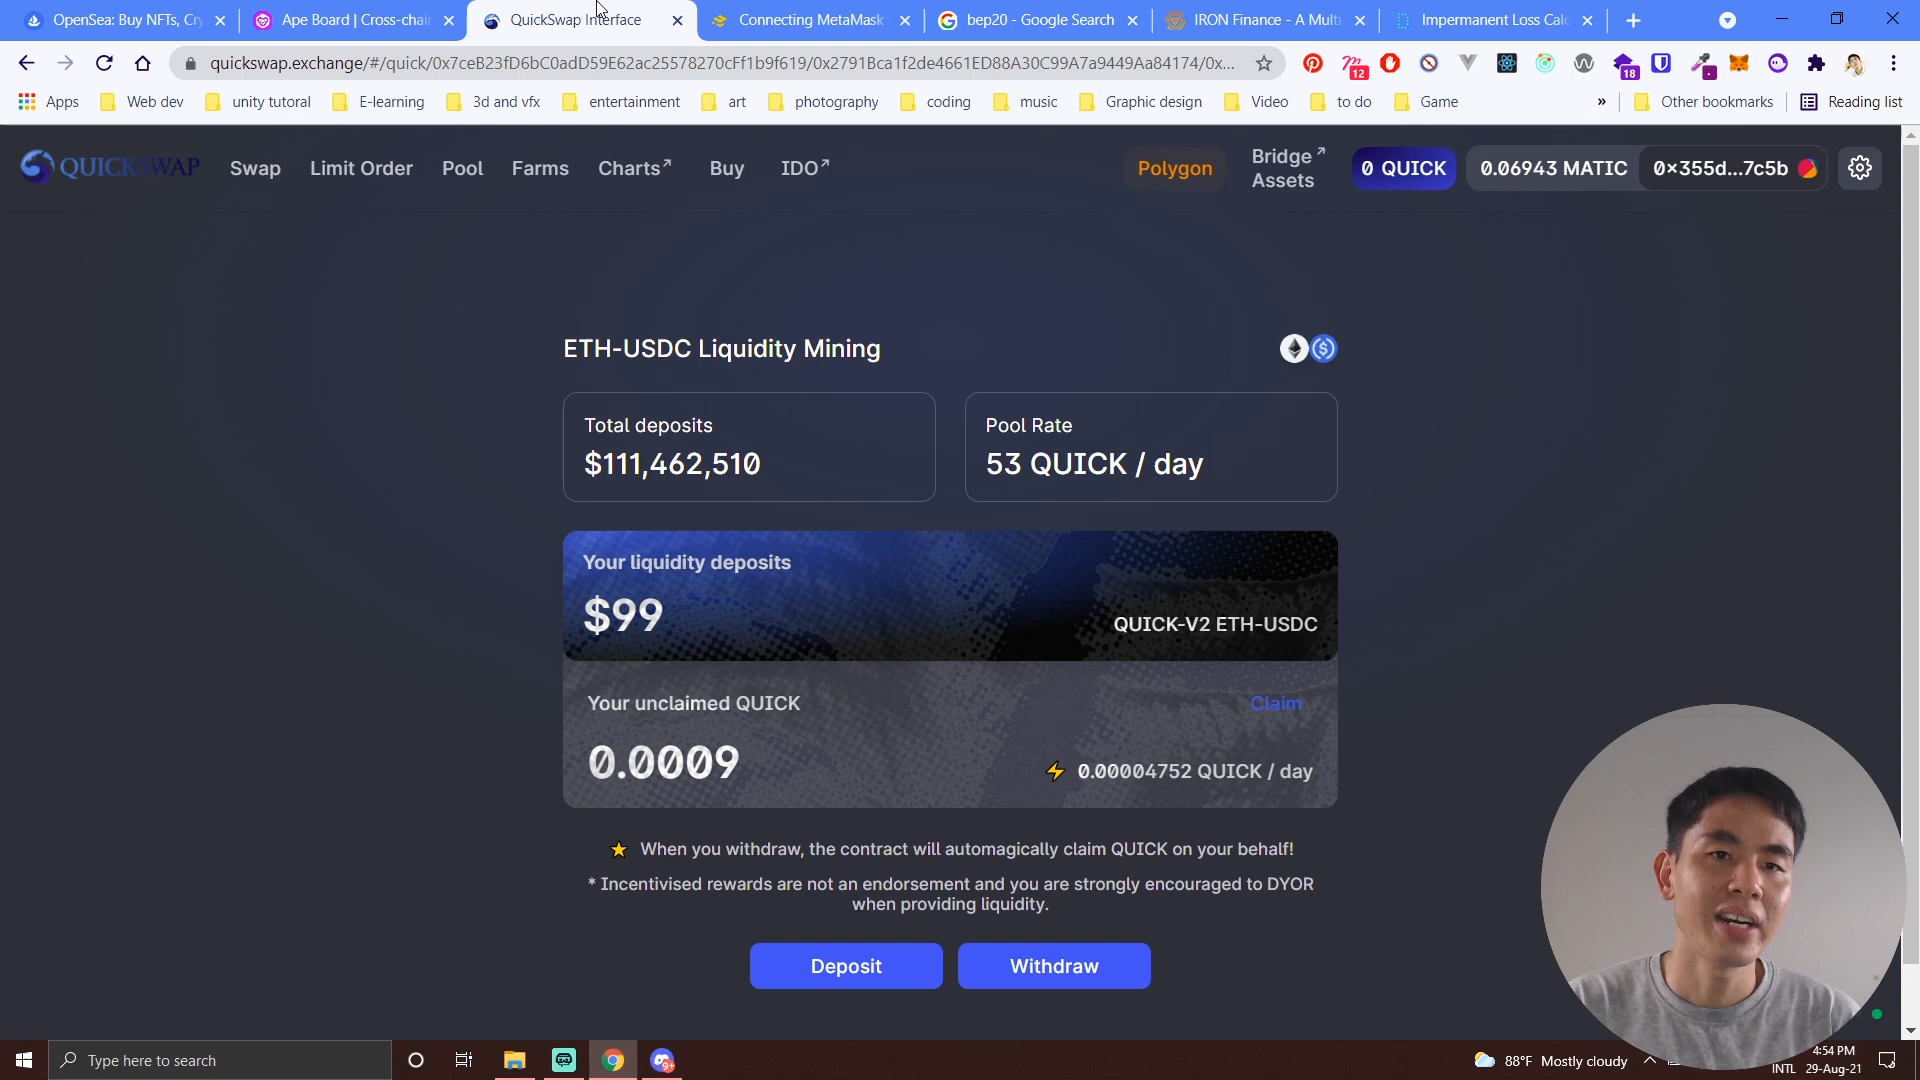 OpenSea: Buy NFTs, Cry
Ape Board | Cross-chain
QuickSwap Interface
Connecting MetaMask
bep20 - Google Search
IRON Finance - A Multi
Impermanent Loss Calc
quickswap.exchange/#/quick/0x7ceB23fD6bC0adD59E62ac25578270cFf1b9f619/0x2791Bca1f2de4661ED88A30C99A7a9449Aa84174/0x...
12
18
Apps
Web dev
unity tutorial
E-learning
3d and vfx
entertainment
art
photography
coding
music
Graphic design
Video
to do
Game
»
Other bookmarks
Reading list
QUICKSWAP
Swap
Limit Order
Pool
Farms
Charts↗
Buy
IDO↗
Polygon
Bridge↗
Assets
0 QUICK
0.06943 MATIC
0x355d...7c5b
ETH-USDC Liquidity Mining
Total deposits
$111,462,510
Pool Rate
53 QUICK / day
Your liquidity deposits
$99
QUICK-V2 ETH-USDC
Your unclaimed QUICK
Claim
0.0009
0.00004752 QUICK / day
When you withdraw, the contract will automagically claim QUICK on your behalf!
* Incentivised rewards are not an endorsement and you are strongly encouraged to DYOR
when providing liquidity.
Deposit
Withdraw
Type here to search
9+
88°F Mostly cloudy
INTL
4:54 PM
29-Aug-21